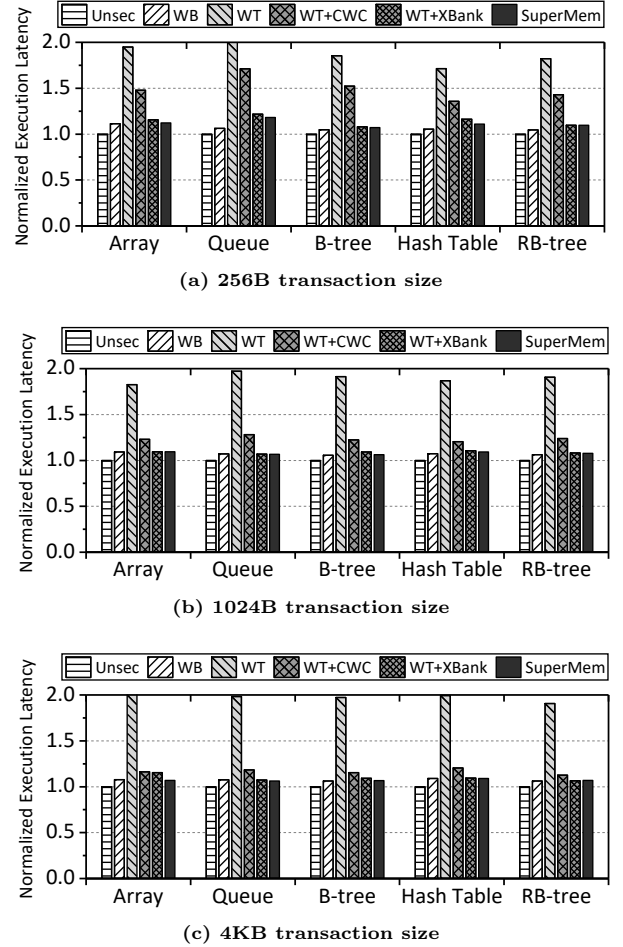 Unsec WB WT WT+CWC WT+XBank SuperMem
Normalized Execution Latency
2.0
1.5
1.0
0.5
0.0
Array Queue B-tree Hash Table RB-tree
(a) 256B transaction size
Unsec WB WT WT+CWC WT+XBank SuperMem
Normalized Execution Latency
2.0
1.5
1.0
0.5
0.0
Array Queue B-tree Hash Table RB-tree
(b) 1024B transaction size
Unsec WB WT WT+CWC WT+XBank SuperMem
Normalized Execution Latency
2.0
1.5
1.0
0.5
0.0
Array Queue B-tree Hash Table RB-tree
(c) 4KB transaction size